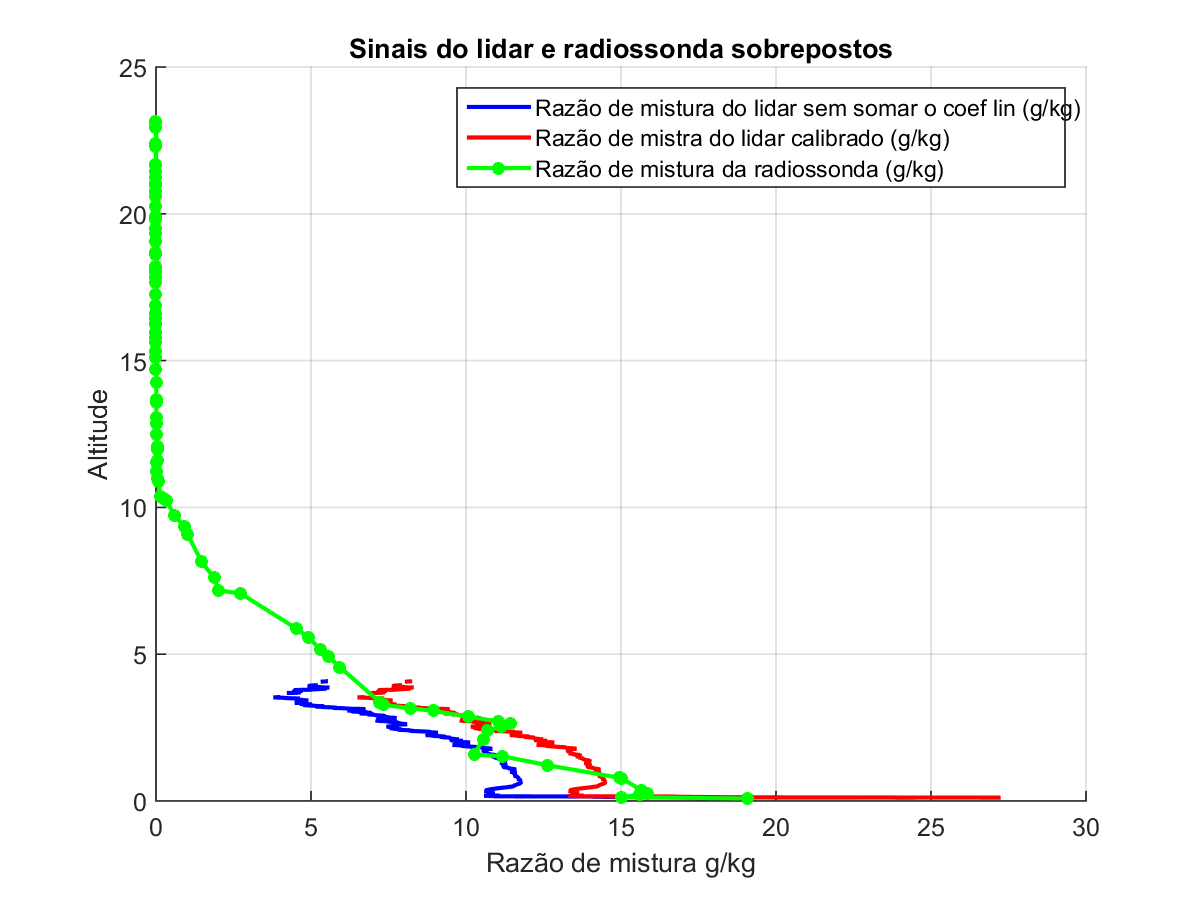 Sinais do lidar e radiossonda sobrepostos
25
Razão de mistura do lidar sem somar o coef lin (g/kg)
Razão de mistra do lidar calibrado (g/kg)
Razão de mistura da radiossonda (g/kg)
20
15
Altitude
10
5
0
0 5 10 15 20 25 30
Razão de mistura g/kg